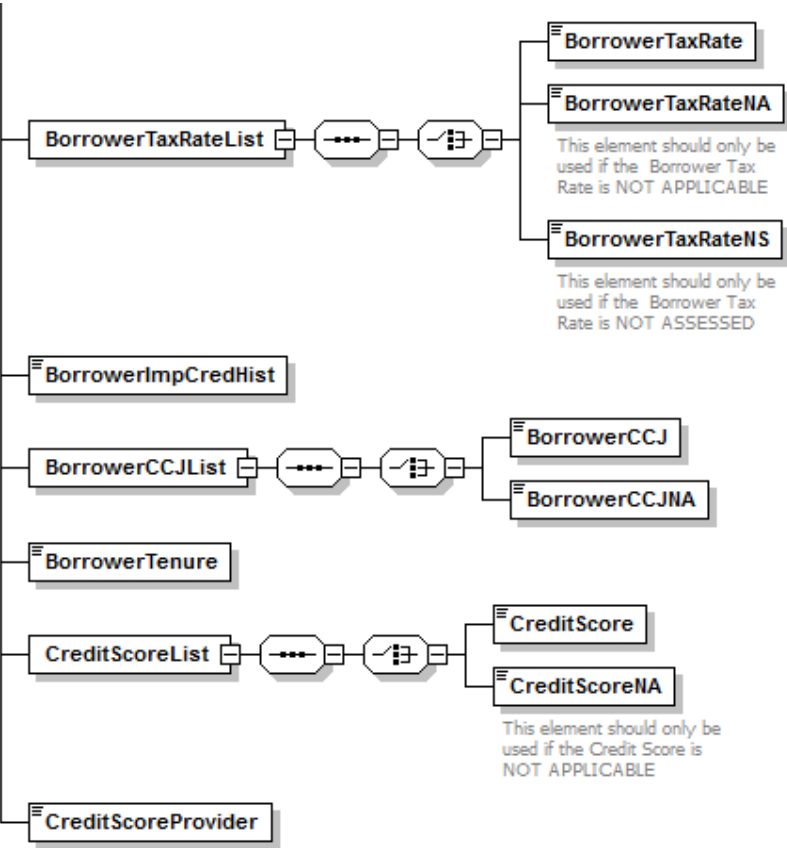 BorrowerTaxRate
BorrowerTaxRateNA
This element should only be
used if the  Borrower Tax
Rate is NOT APPLICABLE
BorrowerTaxRateList
BorrowerTaxRateNS
This element should only be
used if the  Borrower Tax
Rate is NOT ASSESSED
BorrowerImpCredHist
BorrowerCCJList
BorrowerCCJ
BorrowerCCJNA
BorrowerTenure
CreditScoreList
CreditScore
CreditScoreNA
This element should only be
used if the Credit Score is
NOT APPLICABLE
CreditScoreProvider